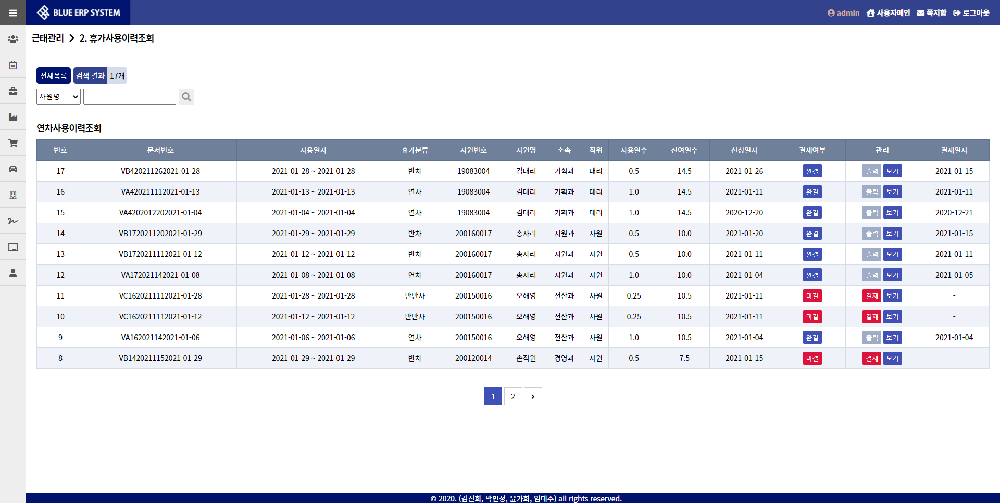 BLUE ERP SYSTEM
admin 사용자메인 쪽지함 로그아웃
근태관리 > 2. 휴가사용이력조회
전체목록 검색 결과 17개
사원명
연차사용이력조회
번호 문서번호 사용일자 휴가분류 사원번호 사원명 소속 직위 사용일수 잔여일수 신청일자 결재여부 관리 결재일자
17 VB420211262021-01-28 2021-01-28 ~ 2021-01-28 반차 19083004 김대리 기획과 대리 0.5 14.5 2021-01-26 완결 출력 보기 2021-01-15
16 VA420211112021-01-13 2021-01-13 ~ 2021-01-13 연차 19083004 김대리 기획과 대리 1.0 14.5 2021-01-11 완결 출력 보기 2021-01-11
15 VA4202012202021-01-04 2021-01-04 ~ 2021-01-04 연차 19083004 김대리 기획과 대리 1.0 14.5 2020-12-20 완결 출력 보기 2020-12-21
14 VB1720211202021-01-29 2021-01-29 ~ 2021-01-29 반차 200160017 송사리 지원과 사원 0.5 10.0 2021-01-20 완결 출력 보기 2021-01-15
13 VB1720211112021-01-12 2021-01-12 ~ 2021-01-12 반차 200160017 송사리 지원과 사원 0.5 10.0 2021-01-11 완결 출력 보기 2021-01-11
12 VA172021142021-01-08 2021-01-08 ~ 2021-01-08 연차 200160017 송사리 지원과 사원 1.0 10.0 2021-01-04 완결 출력 보기 2021-01-05
11 VC1620211112021-01-28 2021-01-28 ~ 2021-01-28 반반차 200150016 오해영 전산과 사원 0.25 10.5 2021-01-11 미결 결재 보기 -
10 VC1620211112021-01-12 2021-01-12 ~ 2021-01-12 반반차 200150016 오해영 전산과 사원 0.25 10.5 2021-01-11 미결 결재 보기 -
9 VA162021142021-01-06 2021-01-06 ~ 2021-01-06 연차 200150016 오해영 전산과 사원 1.0 10.5 2021-01-04 완결 출력 보기 2021-01-04
8 VB1420211152021-01-29 2021-01-29 ~ 2021-01-29 반차 200120014 손직원 경영과 사원 0.5 7.5 2021-01-15 미결 결재 보기 -
1 2 >
© 2020. (김진희, 박민정, 윤가희, 임태주) all rights reserved.